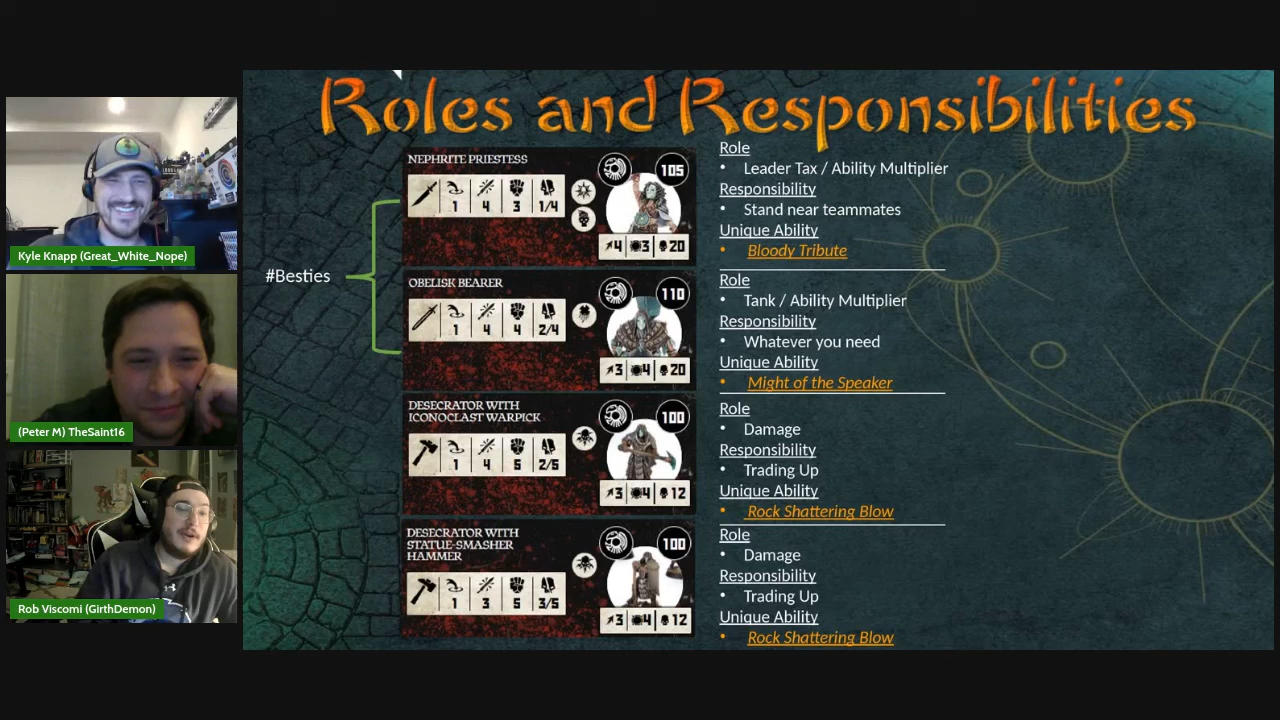 Roles and Responsibilities
Kyle Knapp (Great_White_Nope)
(Peter M) TheSaint16
Rob Viscomi (GirthDemon)
#Besties
NEPHRITE PRIESTESS
105
1 4 3 1/4
4 3 20
Role
• Leader Tax / Ability Multiplier
Responsibility
• Stand near teammates
Unique Ability
• Bloody Tribute
OBELISK BEARER
110
1 4 4 2/4
3 4 20
Role
• Tank / Ability Multiplier
Responsibility
• Whatever you need
Unique Ability
• Might of the Speaker
DESECRATOR WITH
ICONOCLAST WARPICK
100
1 4 5 2/5
3 4 12
Role
• Damage
Responsibility
• Trading Up
Unique Ability
• Rock Shattering Blow
DESECRATOR WITH
STATUE-SMASHER
HAMMER
100
1 3 5 3/5
3 4 12
Role
• Damage
Responsibility
• Trading Up
Unique Ability
• Rock Shattering Blow